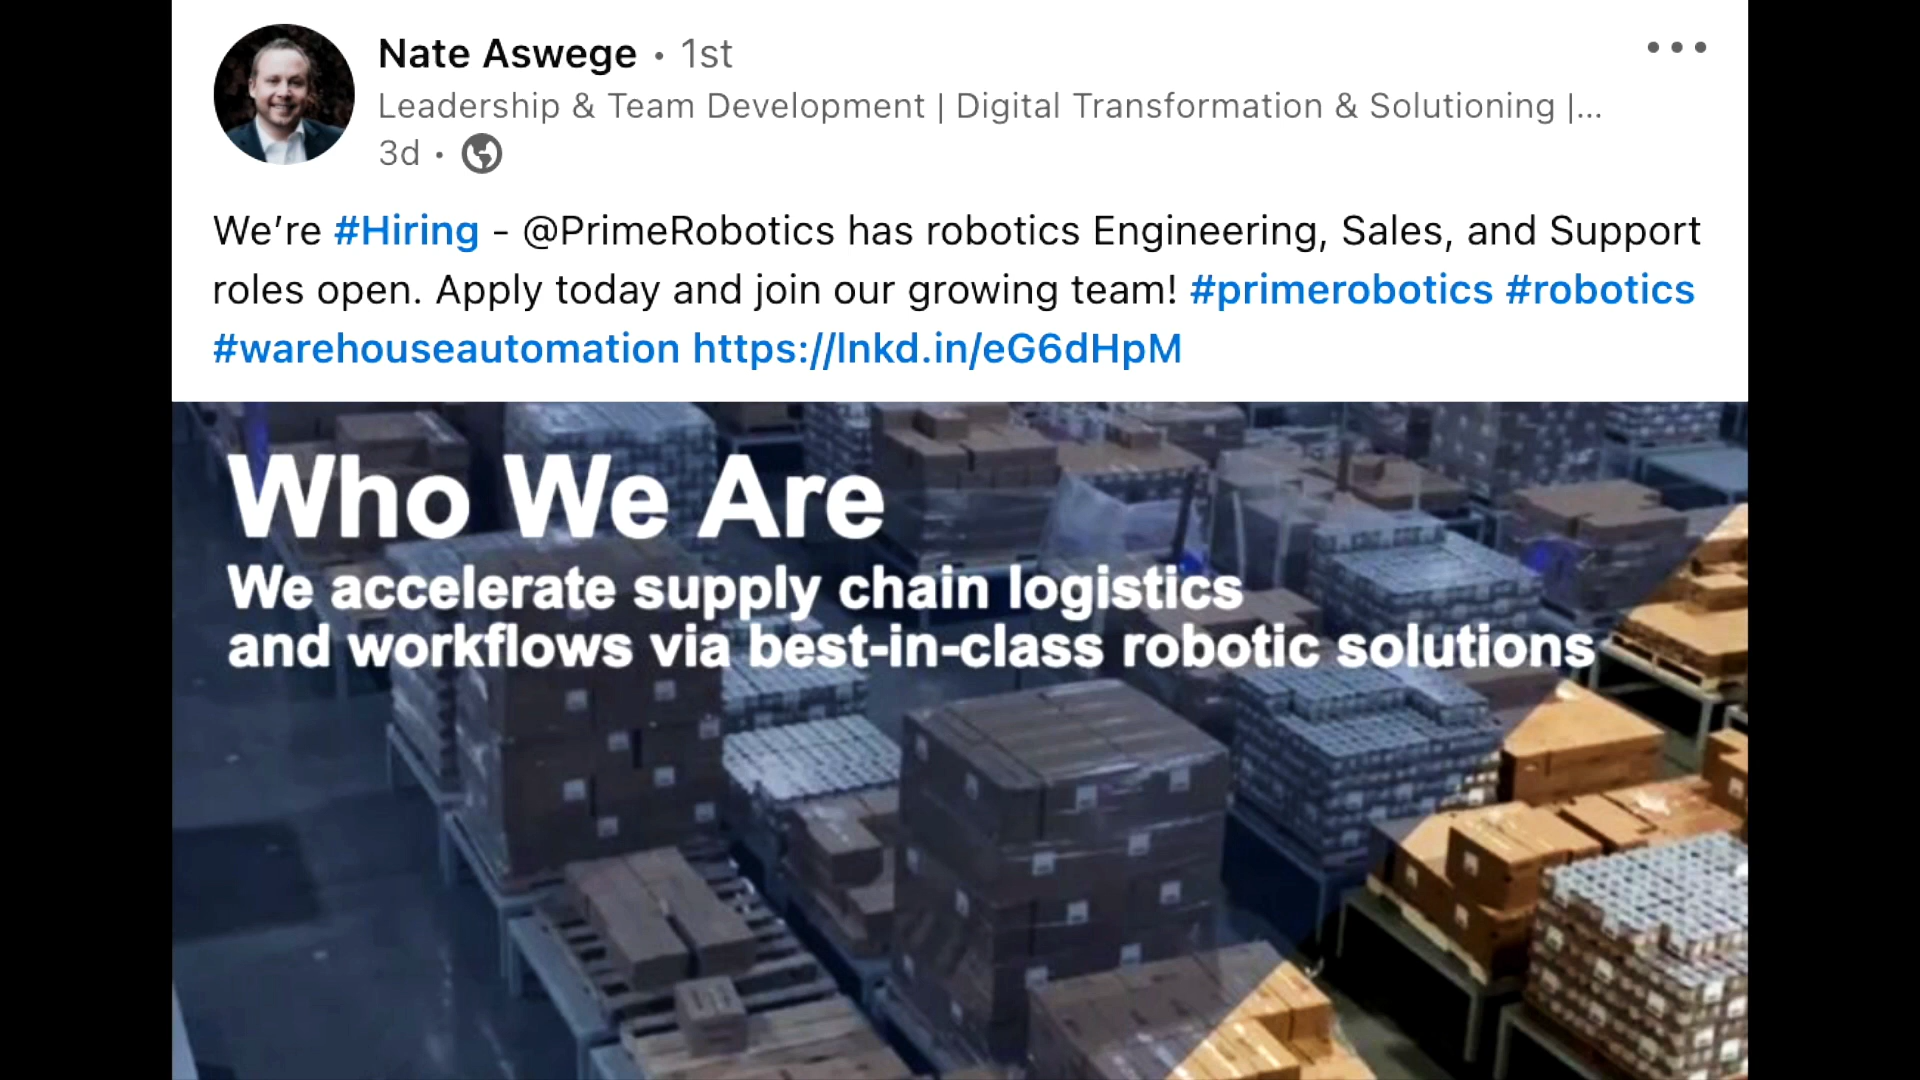 Nate Aswege • 1st
Leadership & Team Development | Digital Transformation & Solutioning |...
3d •
We’re #Hiring - @PrimeRobotics has robotics Engineering, Sales, and Support
roles open. Apply today and join our growing team! #primerobotics #robotics
#warehouseautomation https://lnkd.in/eG6dHpM
Who We Are
We accelerate supply chain logistics
and workflows via best-in-class robotic solutions